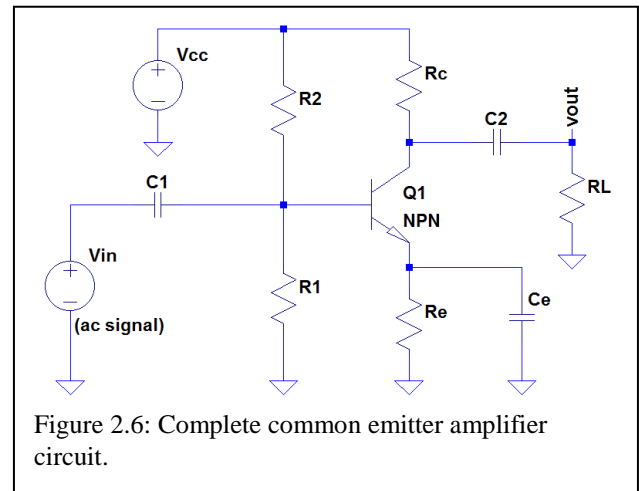 Vcc
R2
Rc
C2
vout
C1
Q1
RL
NPN
Vin
R1
Re
Ce
(ac signal)
Figure 2.6: Complete common emitter amplifier
circuit.